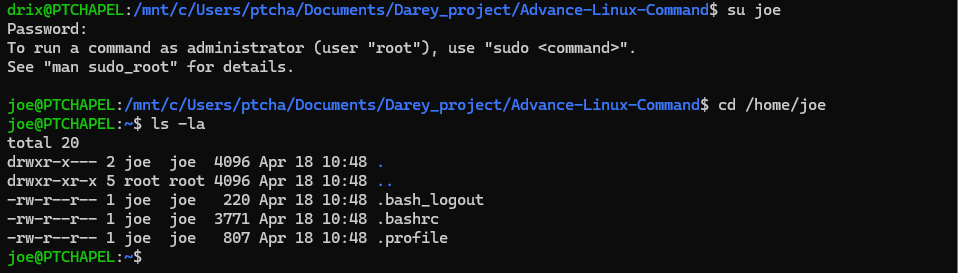 drix@PTCHAPEL:/mnt/c/Users/ptcha/Documents/Darey_project/Advance-Linux-Command$ su joe
Password:
To run a command as administrator (user "root"), use "sudo <command>".
See "man sudo_root" for details.

joe@PTCHAPEL:/mnt/c/Users/ptcha/Documents/Darey_project/Advance-Linux-Command$ cd /home/joe
joe@PTCHAPEL:~$ ls -la
total 20
drwxr-x--- 2 joe  joe  4096 Apr 18 10:48 .
drwxr-xr-x 5 root root 4096 Apr 18 10:48 ..
-rw-r--r-- 1 joe  joe   220 Apr 18 10:48 .bash_logout
-rw-r--r-- 1 joe  joe  3771 Apr 18 10:48 .bashrc
-rw-r--r-- 1 joe  joe   807 Apr 18 10:48 .profile
joe@PTCHAPEL:~$